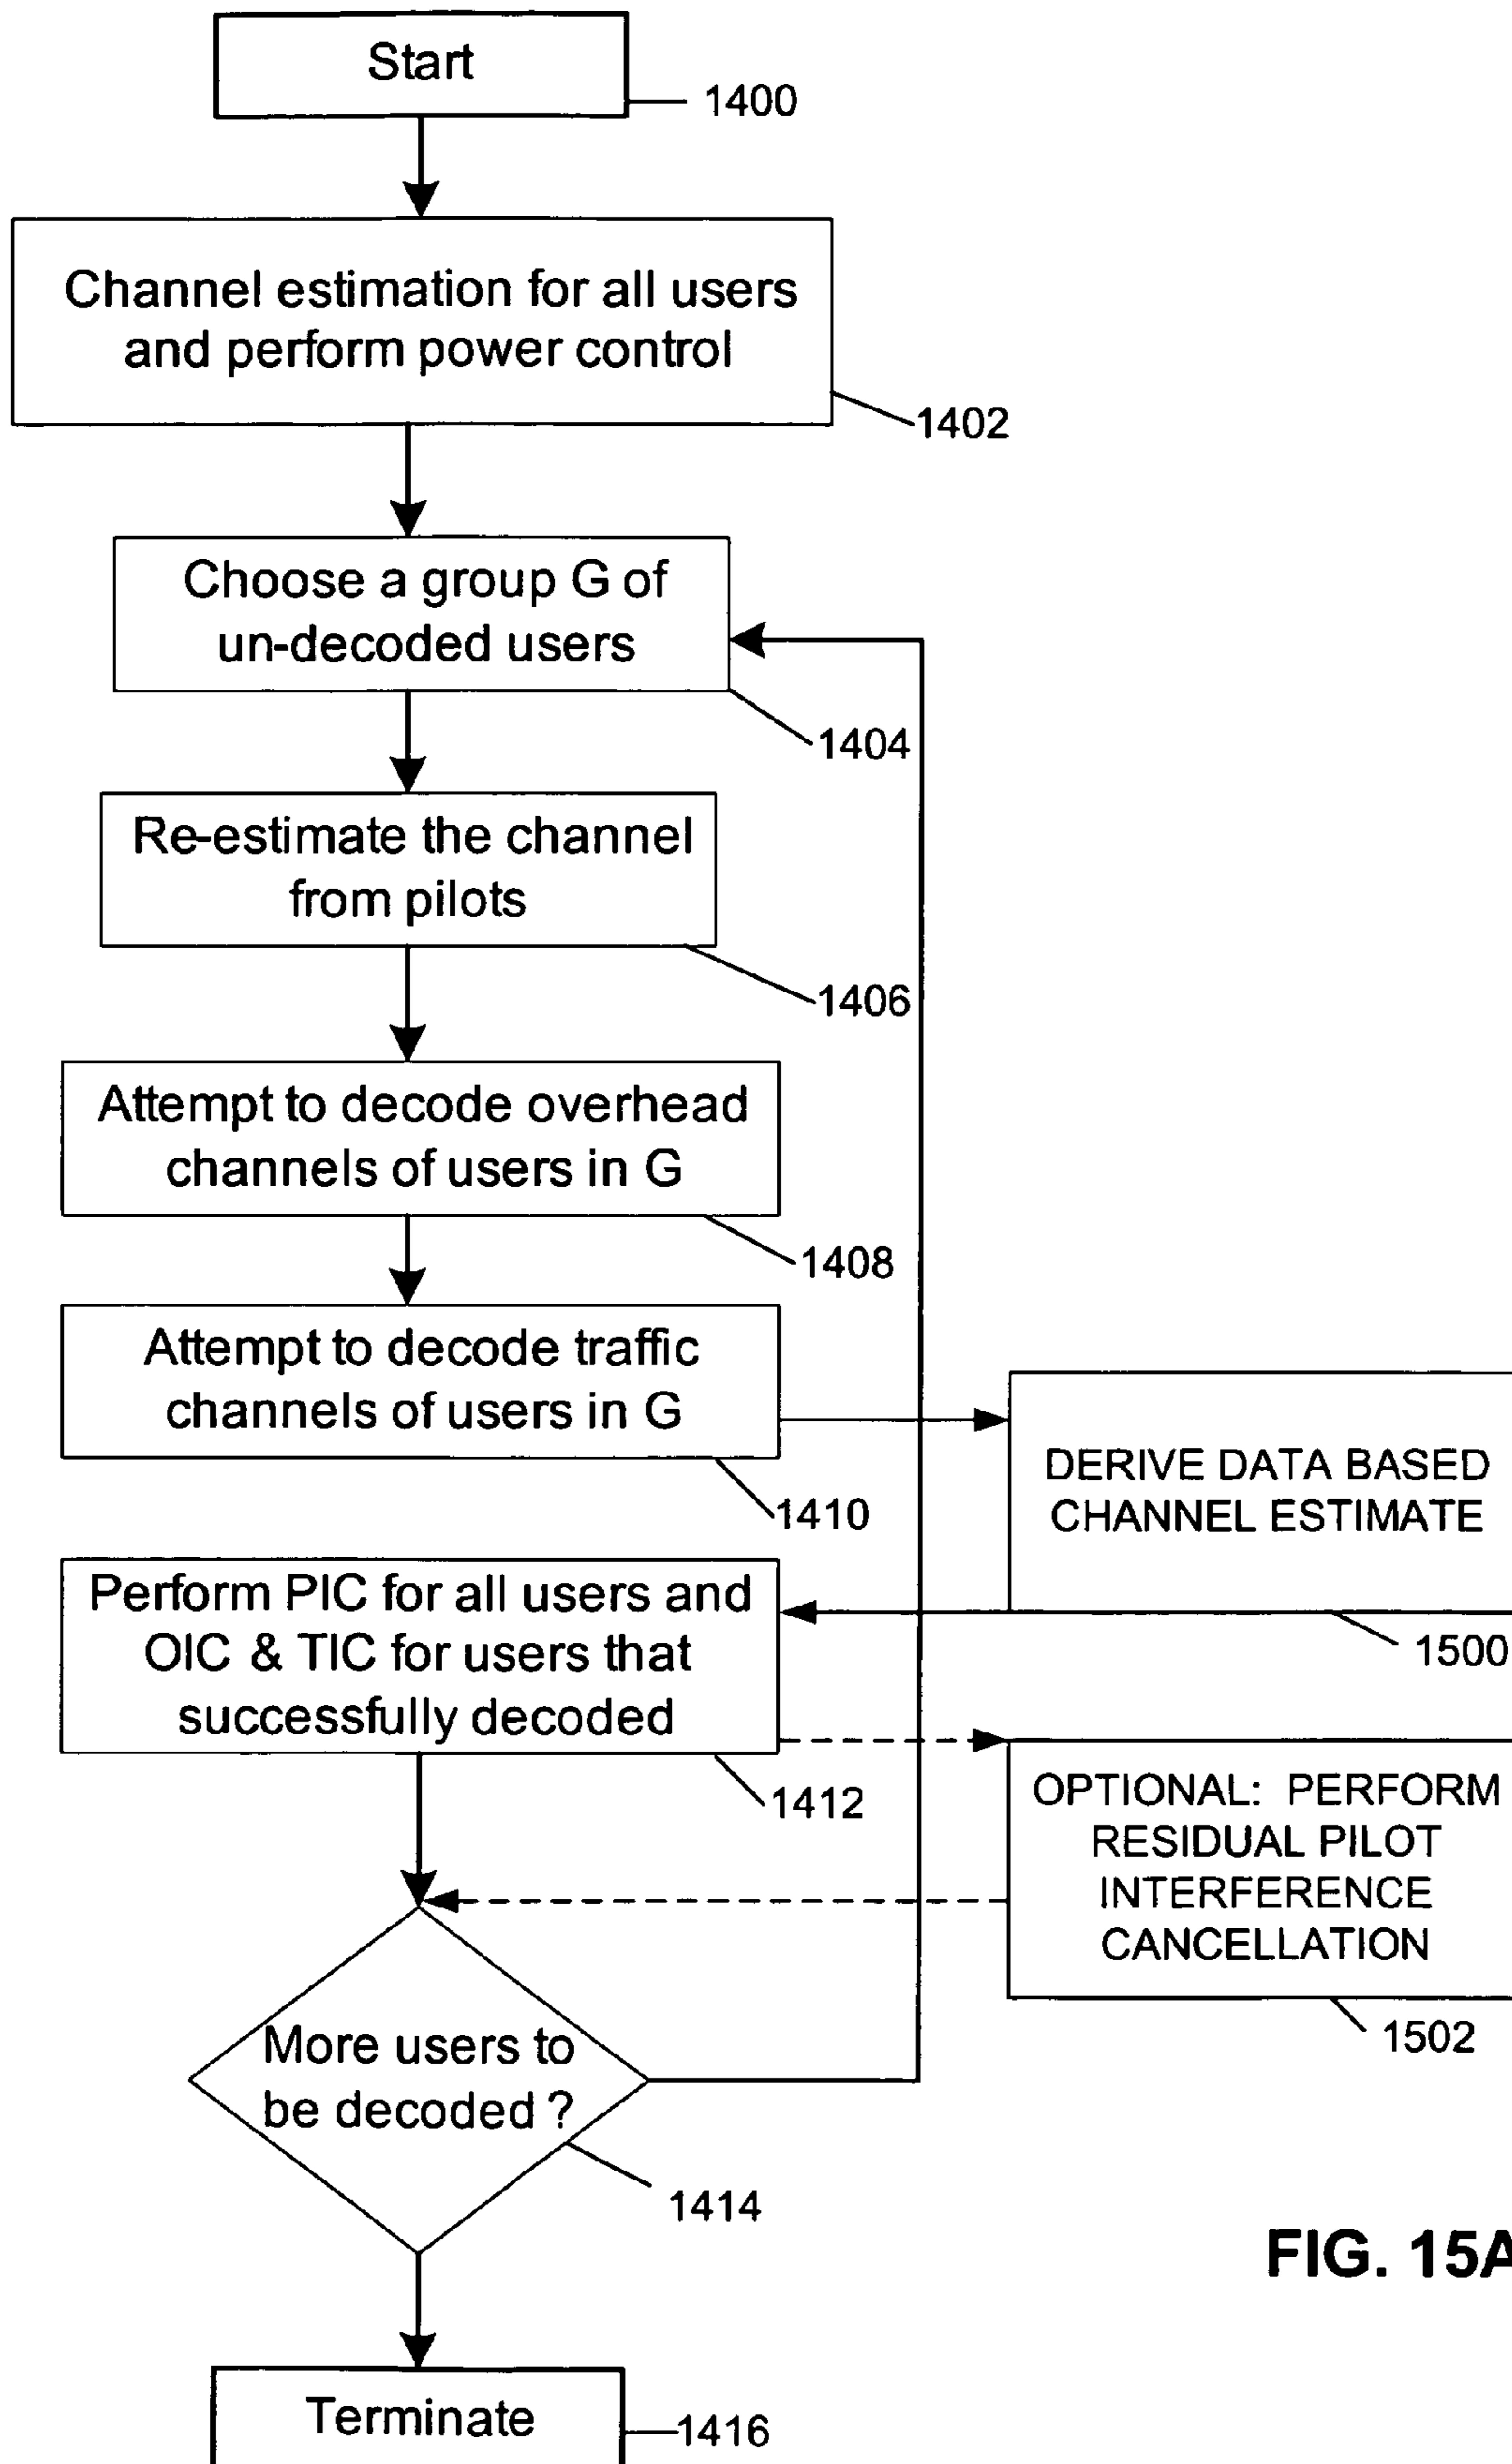 Start
1400
Channel estimation for all users
and perform power control
1402
Choose a group G of
un-decoded users
1404
Re-estimate the channel
from pilots
1406
Attempt to decode overhead
channels of users in G
1408
Attempt to decode traffic
channels of users in G
1410
DERIVE DATA BASED
CHANNEL ESTIMATE
1500
Perform PIC for all users and
OIC & TIC for users that
successfully decoded
1412
OPTIONAL: PERFORM
RESIDUAL PILOT
INTERFERENCE
CANCELLATION
1502
More users to
be decoded ?
1414
FIG. 15A
Terminate
1416